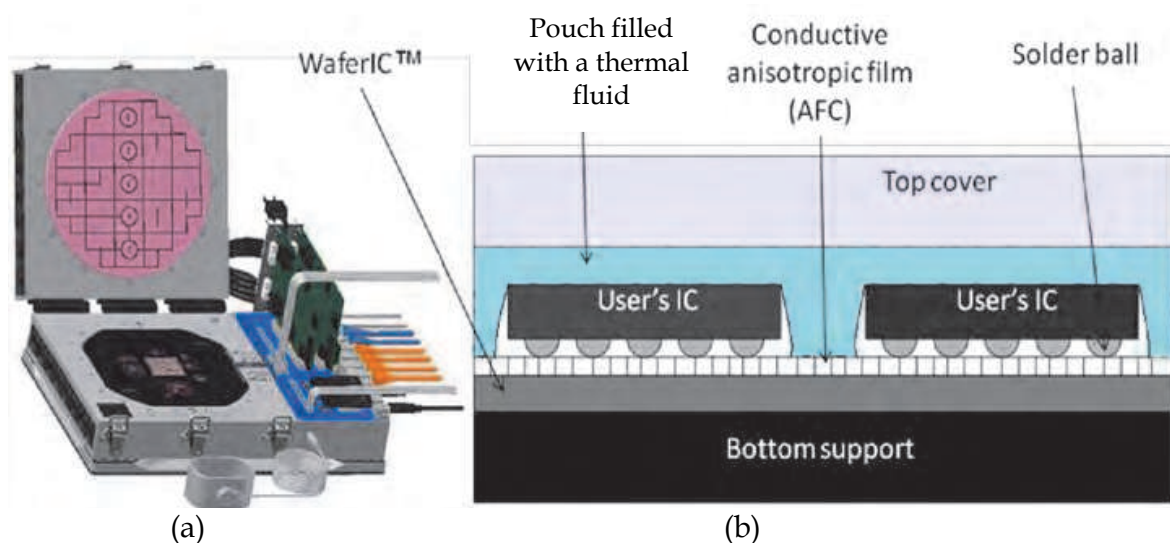 WaferIC™
Pouch filled
with a thermal
fluid
Conductive
anisotropic film
(AFC)
Solder ball
Top cover
User's IC
User's IC
Bottom support
(a)
(b)